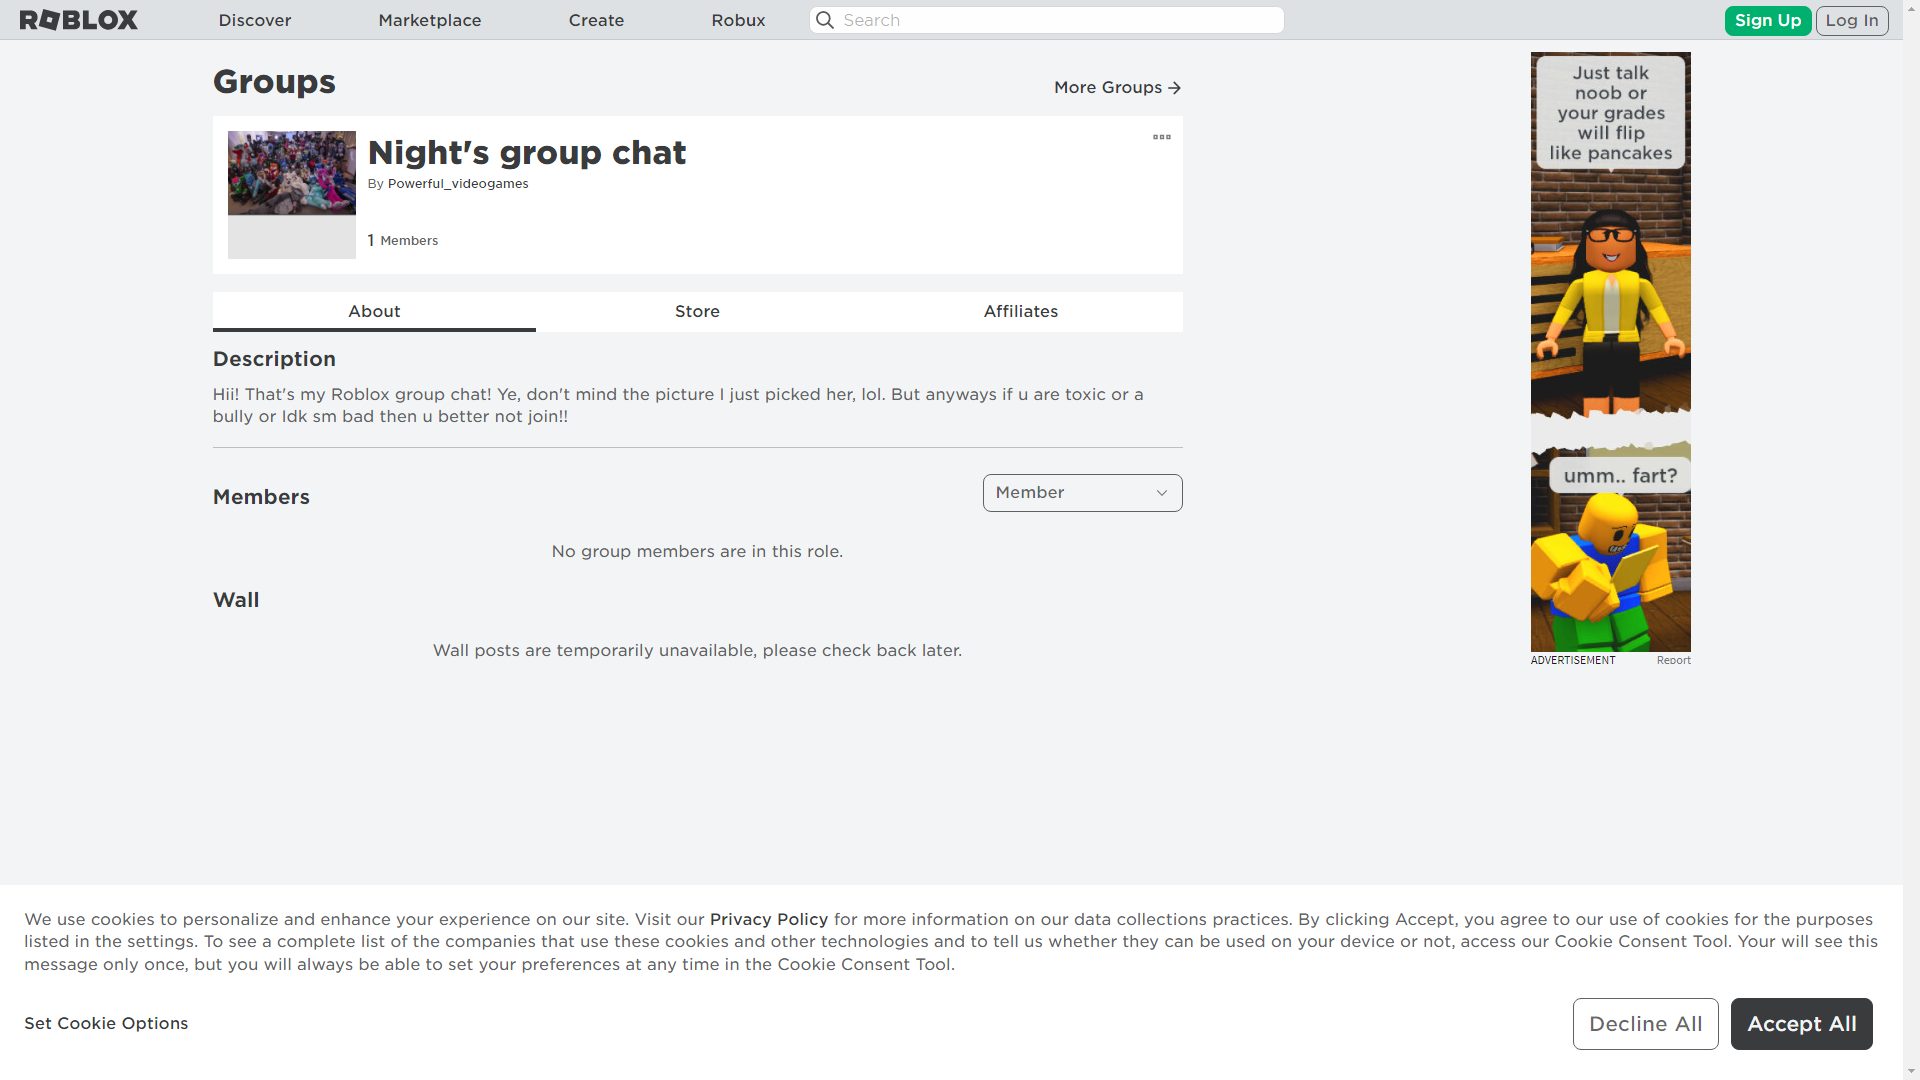 ROBLOX
Discover
Marketplace
Create
Robux
Search
Sign Up
Log In
Groups
More Groups
Night's group chat
By Powerful_videogames
1 Members
About
Store
Affiliates
Description
Hii! That's my Roblox group chat! Ye, don't mind the picture I just picked her, lol. But anyways if u are toxic or a
bully or Idk sm bad then u better not join!!
Members
Member
No group members are in this role.
Wall
Wall posts are temporarily unavailable, please check back later.
Just talk
noob or
your grades
will flip
like pancakes
umm.. fart?
ADVERTISEMENT
Report
We use cookies to personalize and enhance your experience on our site. Visit our Privacy Policy for more information on our data collections practices. By clicking Accept, you agree to our use of cookies for the purposes
listed in the settings. To see a complete list of the companies that use these cookies and other technologies and to tell us whether they can be used on your device or not, access our Cookie Consent Tool. Your will see this
message only once, but you will always be able to set your preferences at any time in the Cookie Consent Tool.
Set Cookie Options
Decline All
Accept All